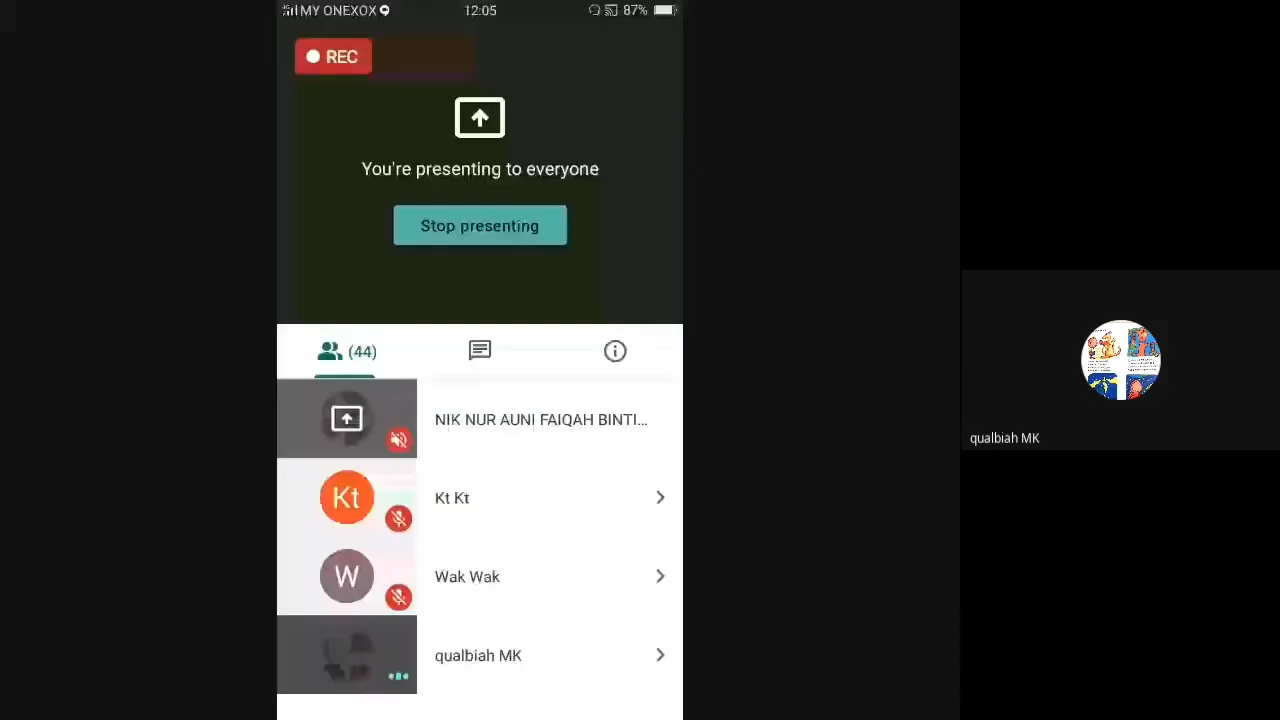 MY ONEXOX
12:05
87%
REC
You're presenting to everyone
Stop presenting
(44)
NIK NUR AUNI FAIQAH BINTI...
Kt
Kt Kt
W
Wak Wak
qualbiah MK
qualbiah MK